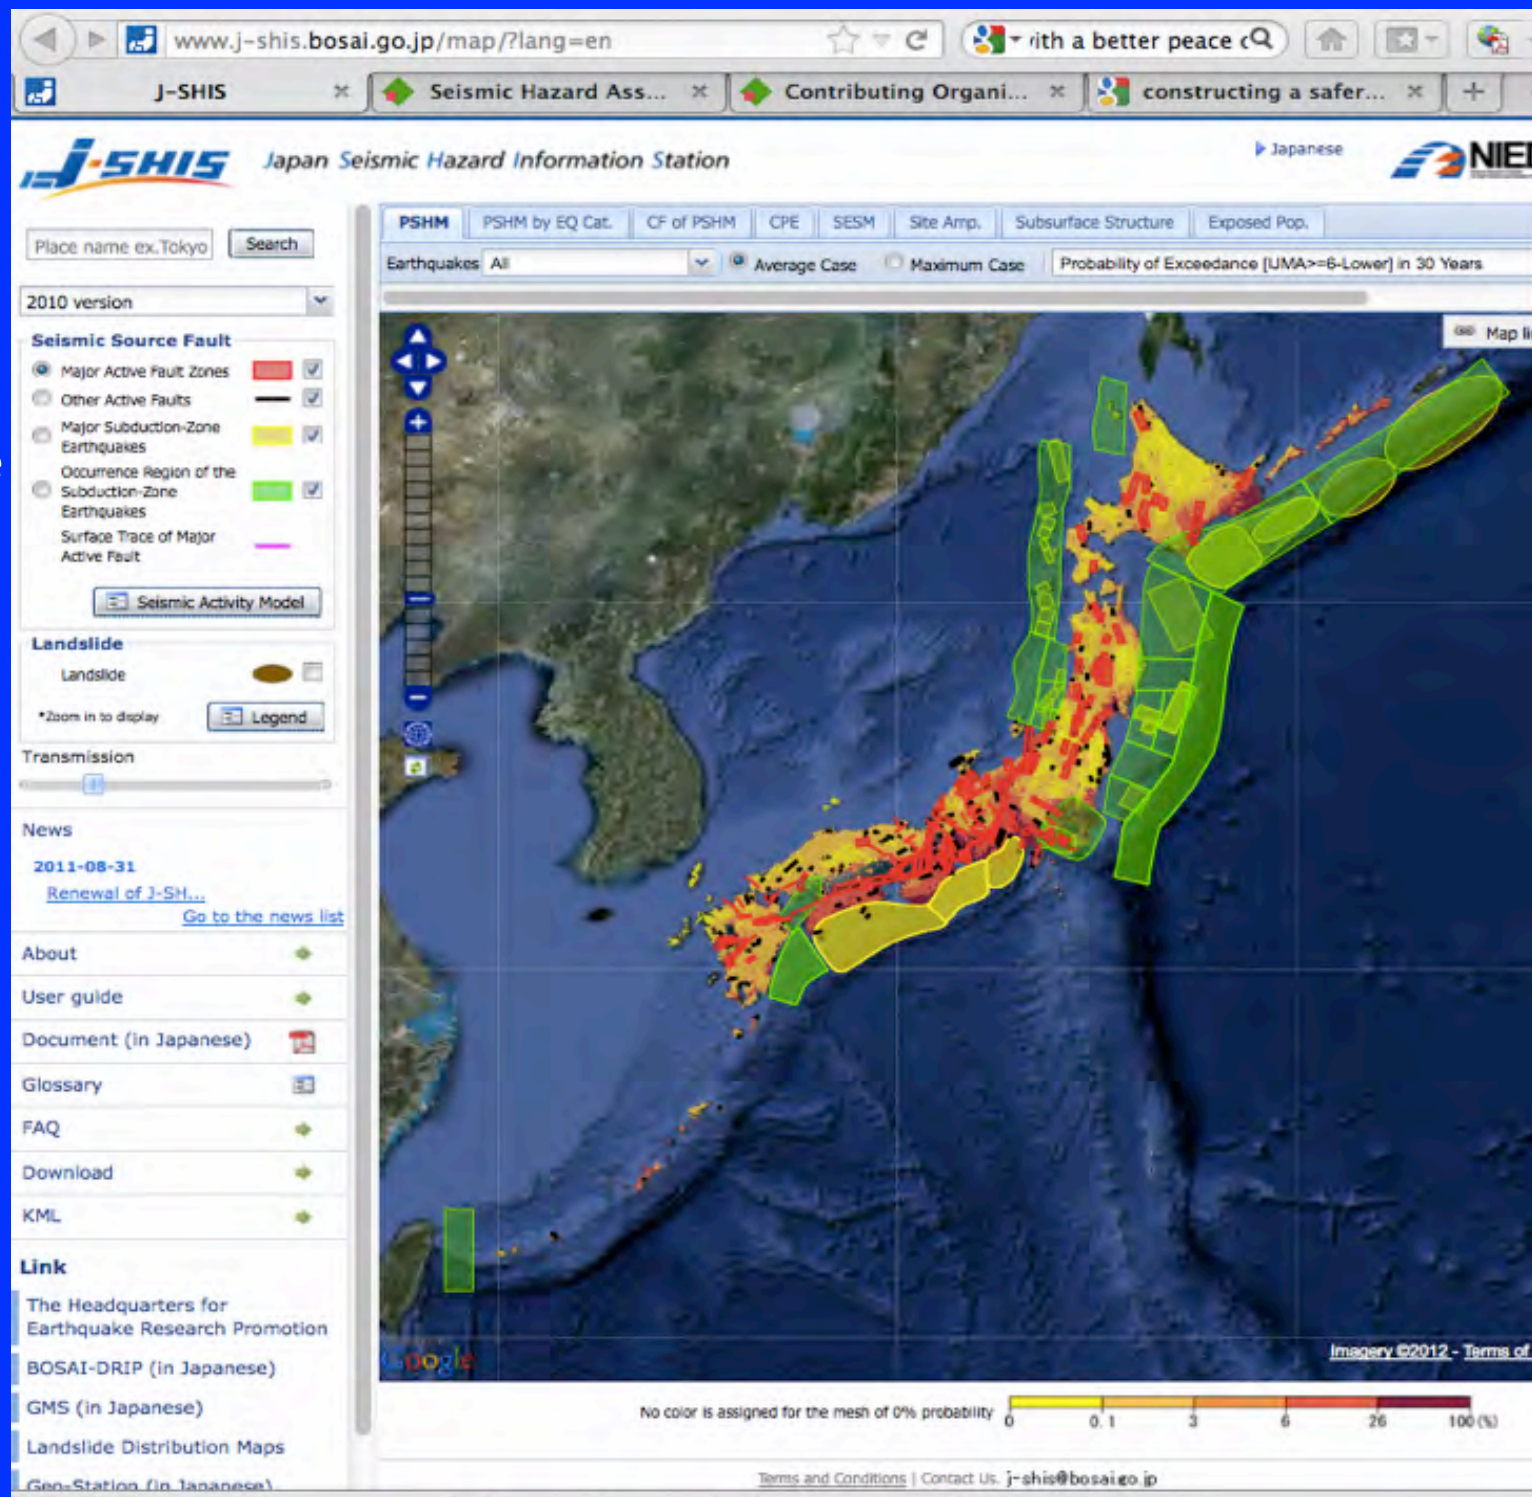 www.j-shis.bosai.go.jp/map/?lang=en
ith a better peace c
J-SHIS
Seismic Hazard Ass...
Contributing Organi...
constructing a safer...
J-SHIS
Japan Seismic Hazard Information Station
Japanese
NIED
Place name ex.Tokyo
Search
PSHM
PSHM by EQ Cat.
CF of PSHM
CPE
SESM
Site Amp.
Subsurface Structure
Exposed Pop.
Earthquakes All
Average Case
Maximum Case
Probability of Exceedance [IJMA>=6-Lower] in 30 Years
2010 version
Map li
Seismic Source Fault
Major Active Fault Zones
Other Active Faults
Major Subduction-Zone
Earthquakes
Occurrence Region of the
Subduction-Zone
Earthquakes
Surface Trace of Major
Active Fault
Seismic Activity Model
Landslide
Landslide
*Zoom in to display
Legend
Transmission
News
2011-08-31
Renewal of J-SH...
Go to the news list
About
User guide
Document (in Japanese)
Glossary
FAQ
Download
KML
Link
The Headquarters for
Earthquake Research Promotion
BOSAI-DRIP (in Japanese)
GMS (in Japanese)
Landslide Distribution Maps
Geo-Station (in Japanese)
Google
Imagery ©2012 - Terms of
No color is assigned for the mesh of 0% probability
0 0.1 3 6 26 100 (%)
Terms and Conditions | Contact Us. j-shis@bosai.go.jp